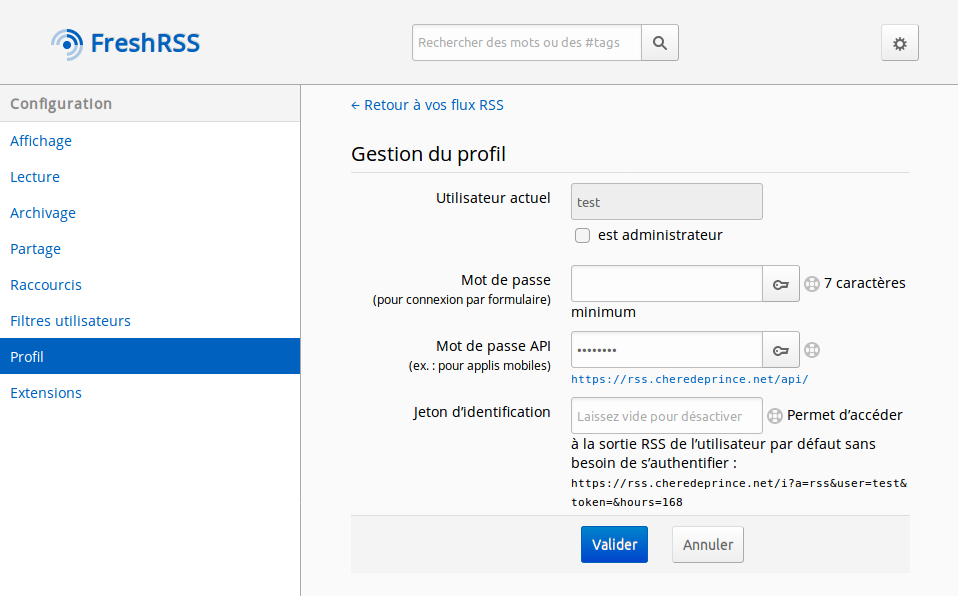 FreshRSS
Rechercher des mots ou des #tags
Configuration
Affichage
Lecture
Archivage
Partage
Raccourcis
Filtres utilisateurs
Profil
Extensions
← Retour à vos flux RSS
Gestion du profil
Utilisateur actuel
test
est administrateur
Mot de passe
(pour connexion par formulaire)
7 caractères
minimum
Mot de passe API
(ex. : pour applis mobiles)
••••••••
https://rss.cheredeprince.net/api/
Jeton d’identification
Laissez vide pour désactiver
Permet d’accéder
à la sortie RSS de l’utilisateur par défaut sans
besoin de s’authentifier :
https://rss.cheredeprince.net/i?a=rss&user=test&
token=&hours=168
Valider
Annuler